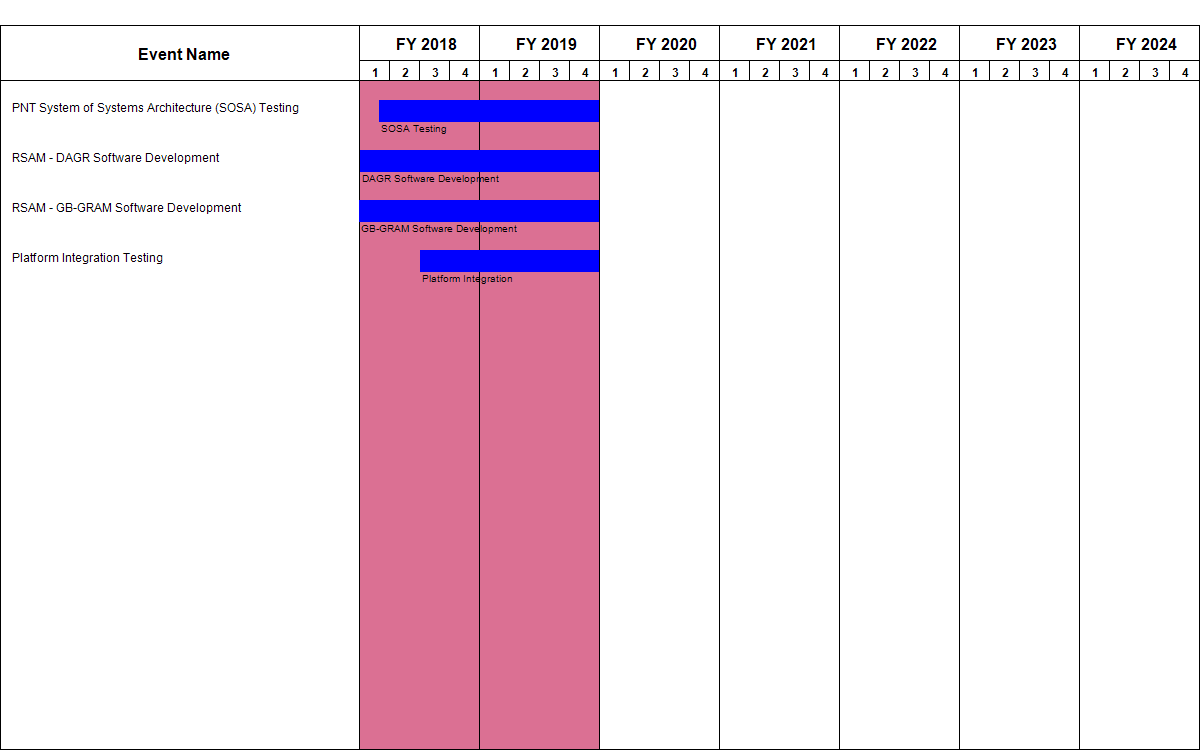 Event Name
FY 2018 FY 2019 FY 2020 FY 2021 FY 2022 FY 2023 FY 2024
1 2 3 4 1 2 3 4 1 2 3 4 1 2 3 4 1 2 3 4 1 2 3 4 1 2 3 4
PNT System of Systems Architecture (SOSA) Testing
SOSA Testing
RSAM - DAGR Software Development
DAGR Software Development
RSAM - GB-GRAM Software Development
GB-GRAM Software Development
Platform Integration Testing
Platform Integration